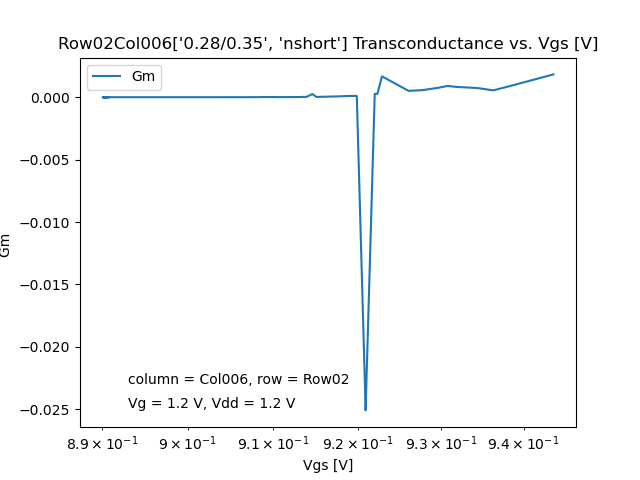 Row02Col006['0.28/0.35', 'nshort'] Transconductance vs. Vgs [V]
Gm
0.000
−0.005
−0.010
−0.015
−0.020
−0.025
Gm
column = Col006, row = Row02
Vg = 1.2 V, Vdd = 1.2 V
8.9 × 10⁻¹ 9 × 10⁻¹ 9.1 × 10⁻¹ 9.2 × 10⁻¹ 9.3 × 10⁻¹ 9.4 × 10⁻¹
Vgs [V]